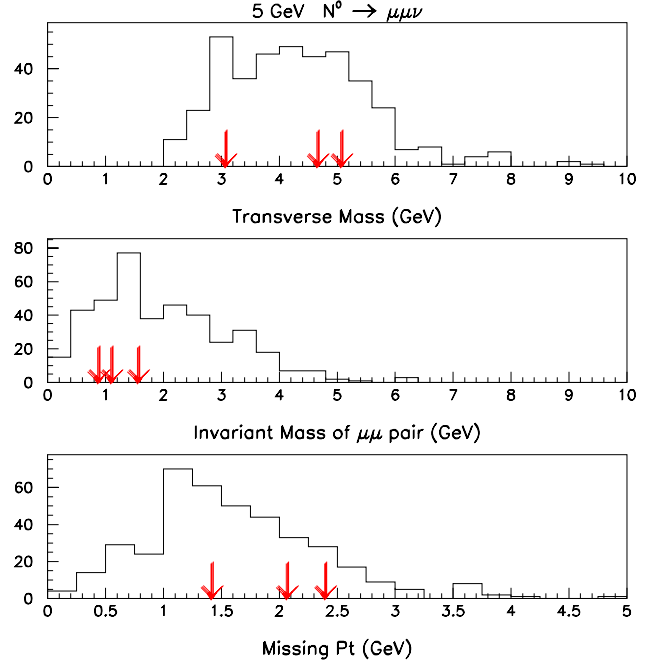 5 GeV N⁰ → μμν
40
20
0
0 1 2 3 4 5 6 7 8 9 10
Transverse Mass (GeV)
80
60
40
20
0
0 1 2 3 4 5 6 7 8 9 10
Invariant Mass of μμ pair (GeV)
60
40
20
0
0 0.5 1 1.5 2 2.5 3 3.5 4 4.5 5
Missing Pt (GeV)